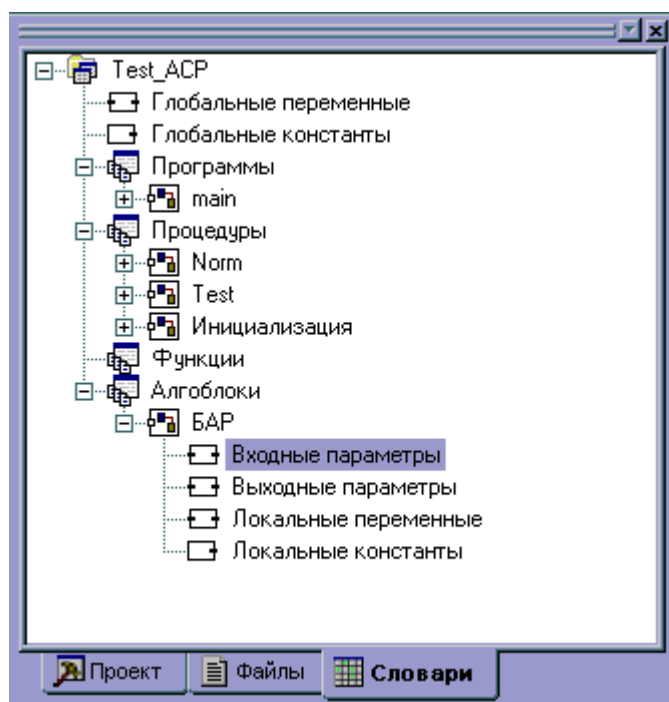 Test_ACP
Глобальные переменные
Глобальные константы
Программы
main
Процедуры
Norm
Test
Инициализация
Функции
Алгоблоки
БАР
Входные параметры
Выходные параметры
Локальные переменные
Локальные константы
Проект Файлы Словари